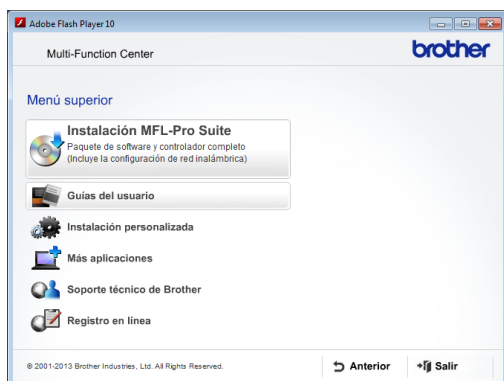 Adobe Flash Player 10
Multi-Function Center
brother
Menú superior
Instalación MFL-Pro Suite
Paquete de software y controlador completo
(Incluye la configuración de red inalámbrica)
Guías del usuario
Instalación personalizada
Más aplicaciones
Soporte técnico de Brother
Registro en línea
© 2001-2013 Brother Industries, Ltd. All Rights Reserved.
Anterior
Salir